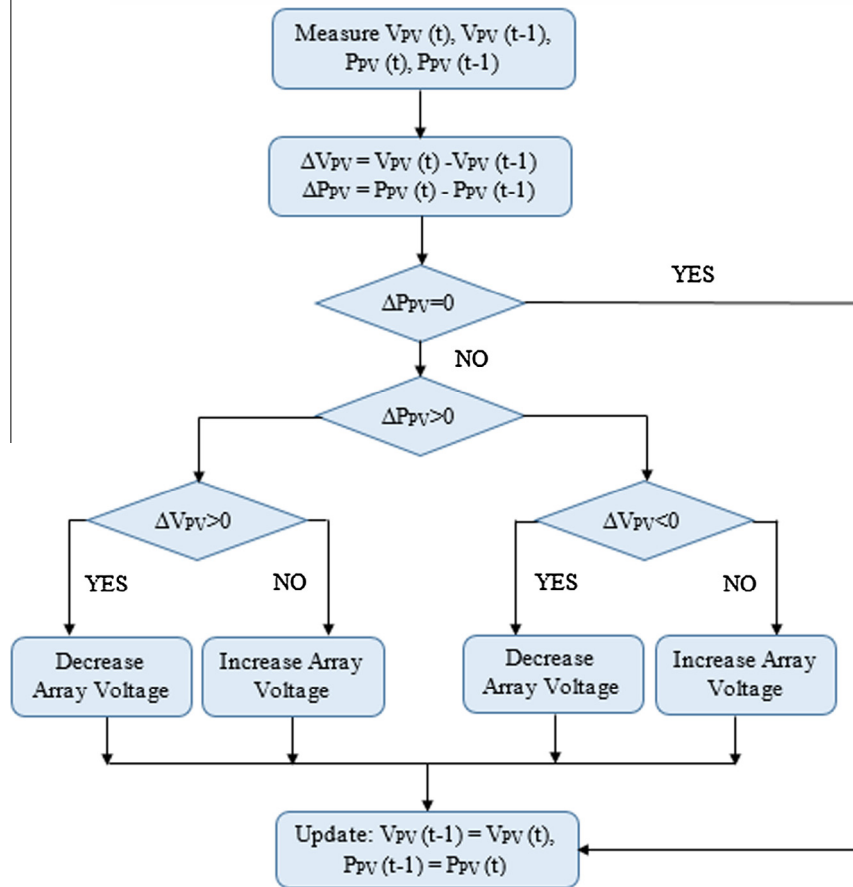 Measure VPV (t), VPV (t-1),
PPV (t), PPV (t-1)
ΔVPV = VPV (t) -VPV (t-1)
ΔPPV = PPV (t) - PPV (t-1)
YES
ΔPPV=0
NO
ΔPPV>0
ΔVPV>0
ΔVPV<0
YES
NO
YES
NO
Decrease
Array Voltage
Increase Array
Voltage
Decrease
Array Voltage
Increase Array
Voltage
Update: VPV (t-1) = VPV (t),
PPV (t-1) = PPV (t)